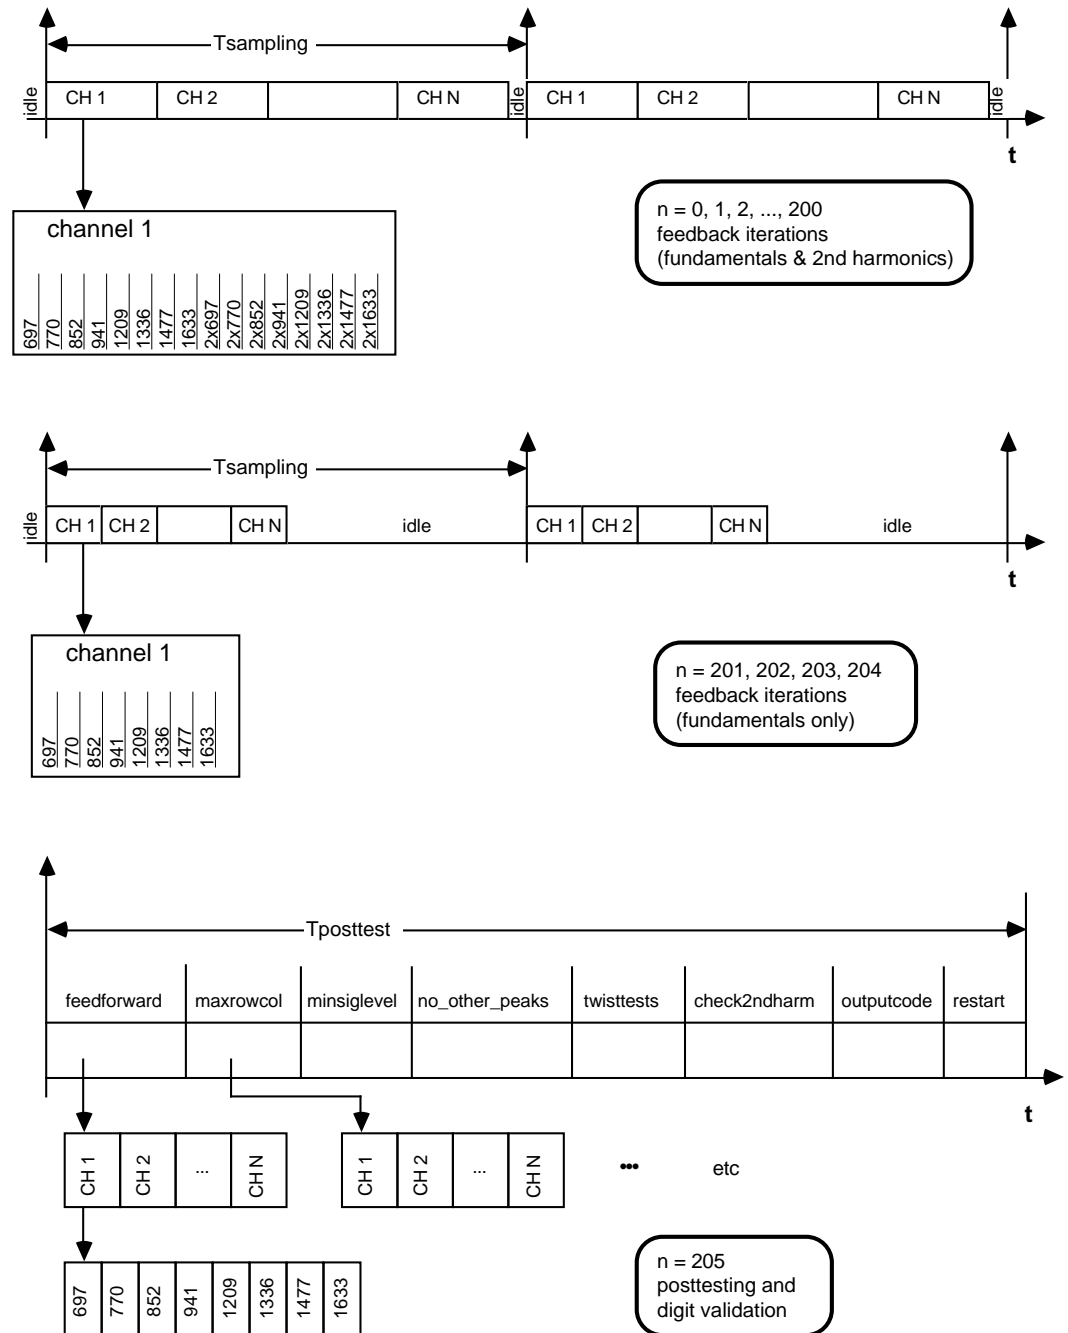 Tsampling
idle CH 1 CH 2 CH N idle CH 1 CH 2 CH N idle
t
channel 1
697 770 852 941 1209 1336 1477 1633 2x697 2x770 2x852 2x941 2x1209 2x1336 2x1477 2x1633
n = 0, 1, 2, ..., 200
feedback iterations
(fundamentals & 2nd harmonics)
Tsampling
idle CH 1 CH 2 CH N idle CH 1 CH 2 CH N idle
t
channel 1
697 770 852 941 1209 1336 1477 1633
n = 201, 202, 203, 204
feedback iterations
(fundamentals only)
Tposttest
feedforward maxrowcol minsiglevel no_other_peaks twisttests check2ndharm outputcode restart
t
CH 1 CH 2 ... CH N CH 1 CH 2 ... CH N ••• etc
697 770 852 941 1209 1336 1477 1633
n = 205
posttesting and
digit validation